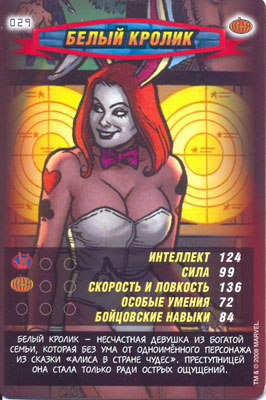 029
БЕЛЫЙ КРОЛИК
ИНТЕЛЛЕКТ 124
СИЛА 99
СКОРОСТЬ И ЛОВКОСТЬ 136
ОСОБЫЕ УМЕНИЯ 72
БОЙЦОВСКИЕ НАВЫКИ 84
БЕЛЫЙ КРОЛИК – НЕСЧАСТНАЯ ДЕВУШКА ИЗ БОГАТОЙ
СЕМЬИ, КОТОРАЯ БЕЗ УМА ОТ ОДНОИМЁННОГО ПЕРСОНАЖА
ИЗ СКАЗКИ «АЛИСА В СТРАНЕ ЧУДЕС». ПРЕСТУПНИЦЕЙ
ОНА СТАЛА ТОЛЬКО РАДИ ОСТРЫХ ОЩУЩЕНИЙ.
TM & © 2008 MARVEL